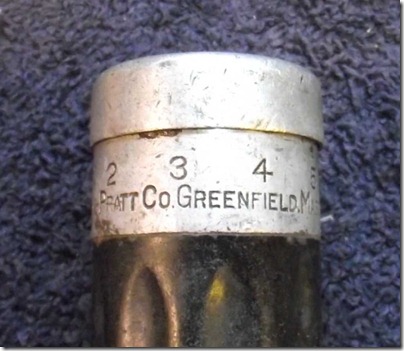 2 3 4
Pratt Co. Greenfield. M